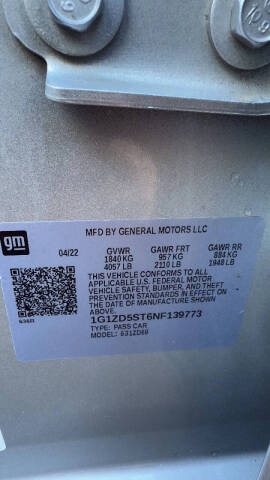 gm
MFD BY GENERAL MOTORS LLC
04/22 GVWR GAWR FRT GAWR RR
1840 KG 957 KG 884 KG
4057 LB 2110 LB 1948 LB
THIS VEHICLE CONFORMS TO ALL
APPLICABLE U.S. FEDERAL MOTOR
VEHICLE SAFETY, BUMPER, AND THEFT
PREVENTION STANDARDS IN EFFECT ON
THE DATE OF MANUFACTURE SHOWN
ABOVE.
1G1ZD5ST6NF139773
TYPE: PASS CAR
MODEL: 631ZD69